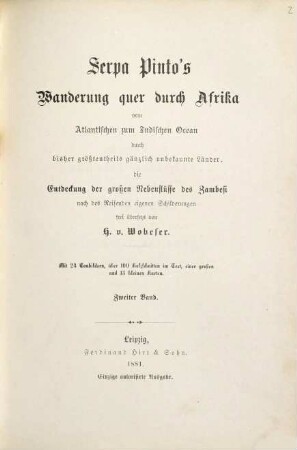 2
Serpa Pinto's
Wanderung quer durch Afrika
vom
Atlantischen zum Indischen Ocean
durch
bisher größtentheils gänzlich unbekannte Länder,
die
Entdeckung der großen Nebenflüsse des Zambesi
nach des Reisenden eigenen Schilderungen
frei übersetzt von
H. v. Wobeser.
Mit 24 Tonbildern, über 100 Holzschnitten im Text, einer großen
und 13 kleinen Karten.
Zweiter Band.
Leipzig,
Ferdinand Hirt & Sohn.
1881.
Einzige autorisirte Ausgabe.